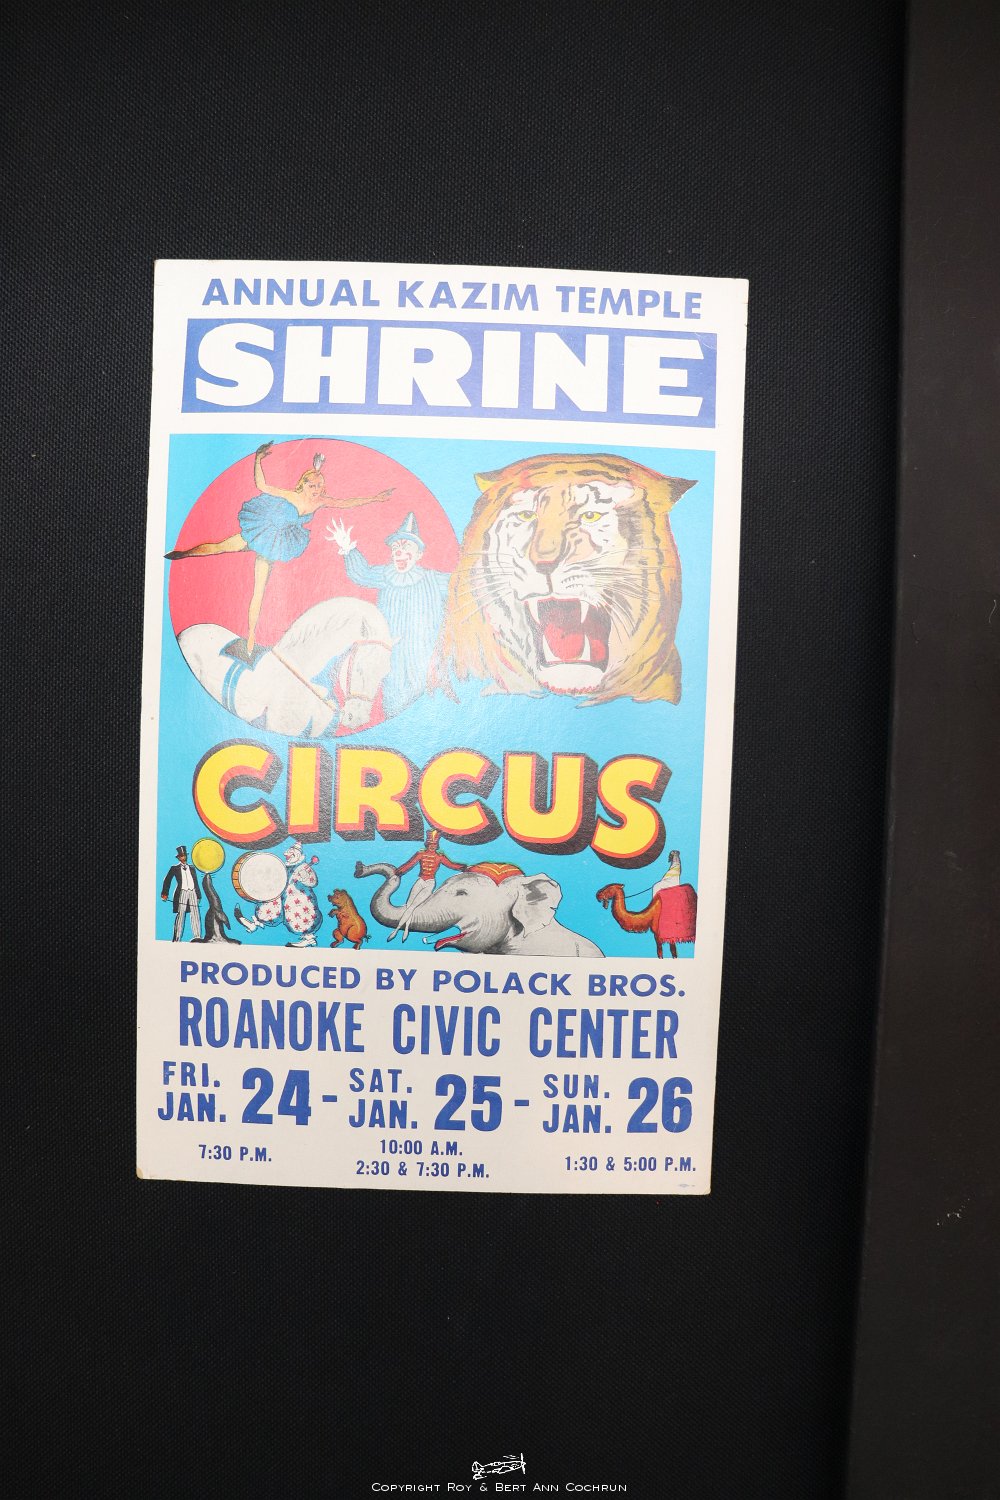 ANNUAL KAZIM TEMPLE
SHRINE
CIRCUS
PRODUCED BY POLACK BROS.
ROANOKE CIVIC CENTER
FRI. JAN. 24 - SAT. JAN. 25 - SUN. JAN. 26
7:30 P.M.
10:00 A.M.
2:30 & 7:30 P.M.
1:30 & 5:00 P.M.
Copyright Roy & Bert Ann Cochrun